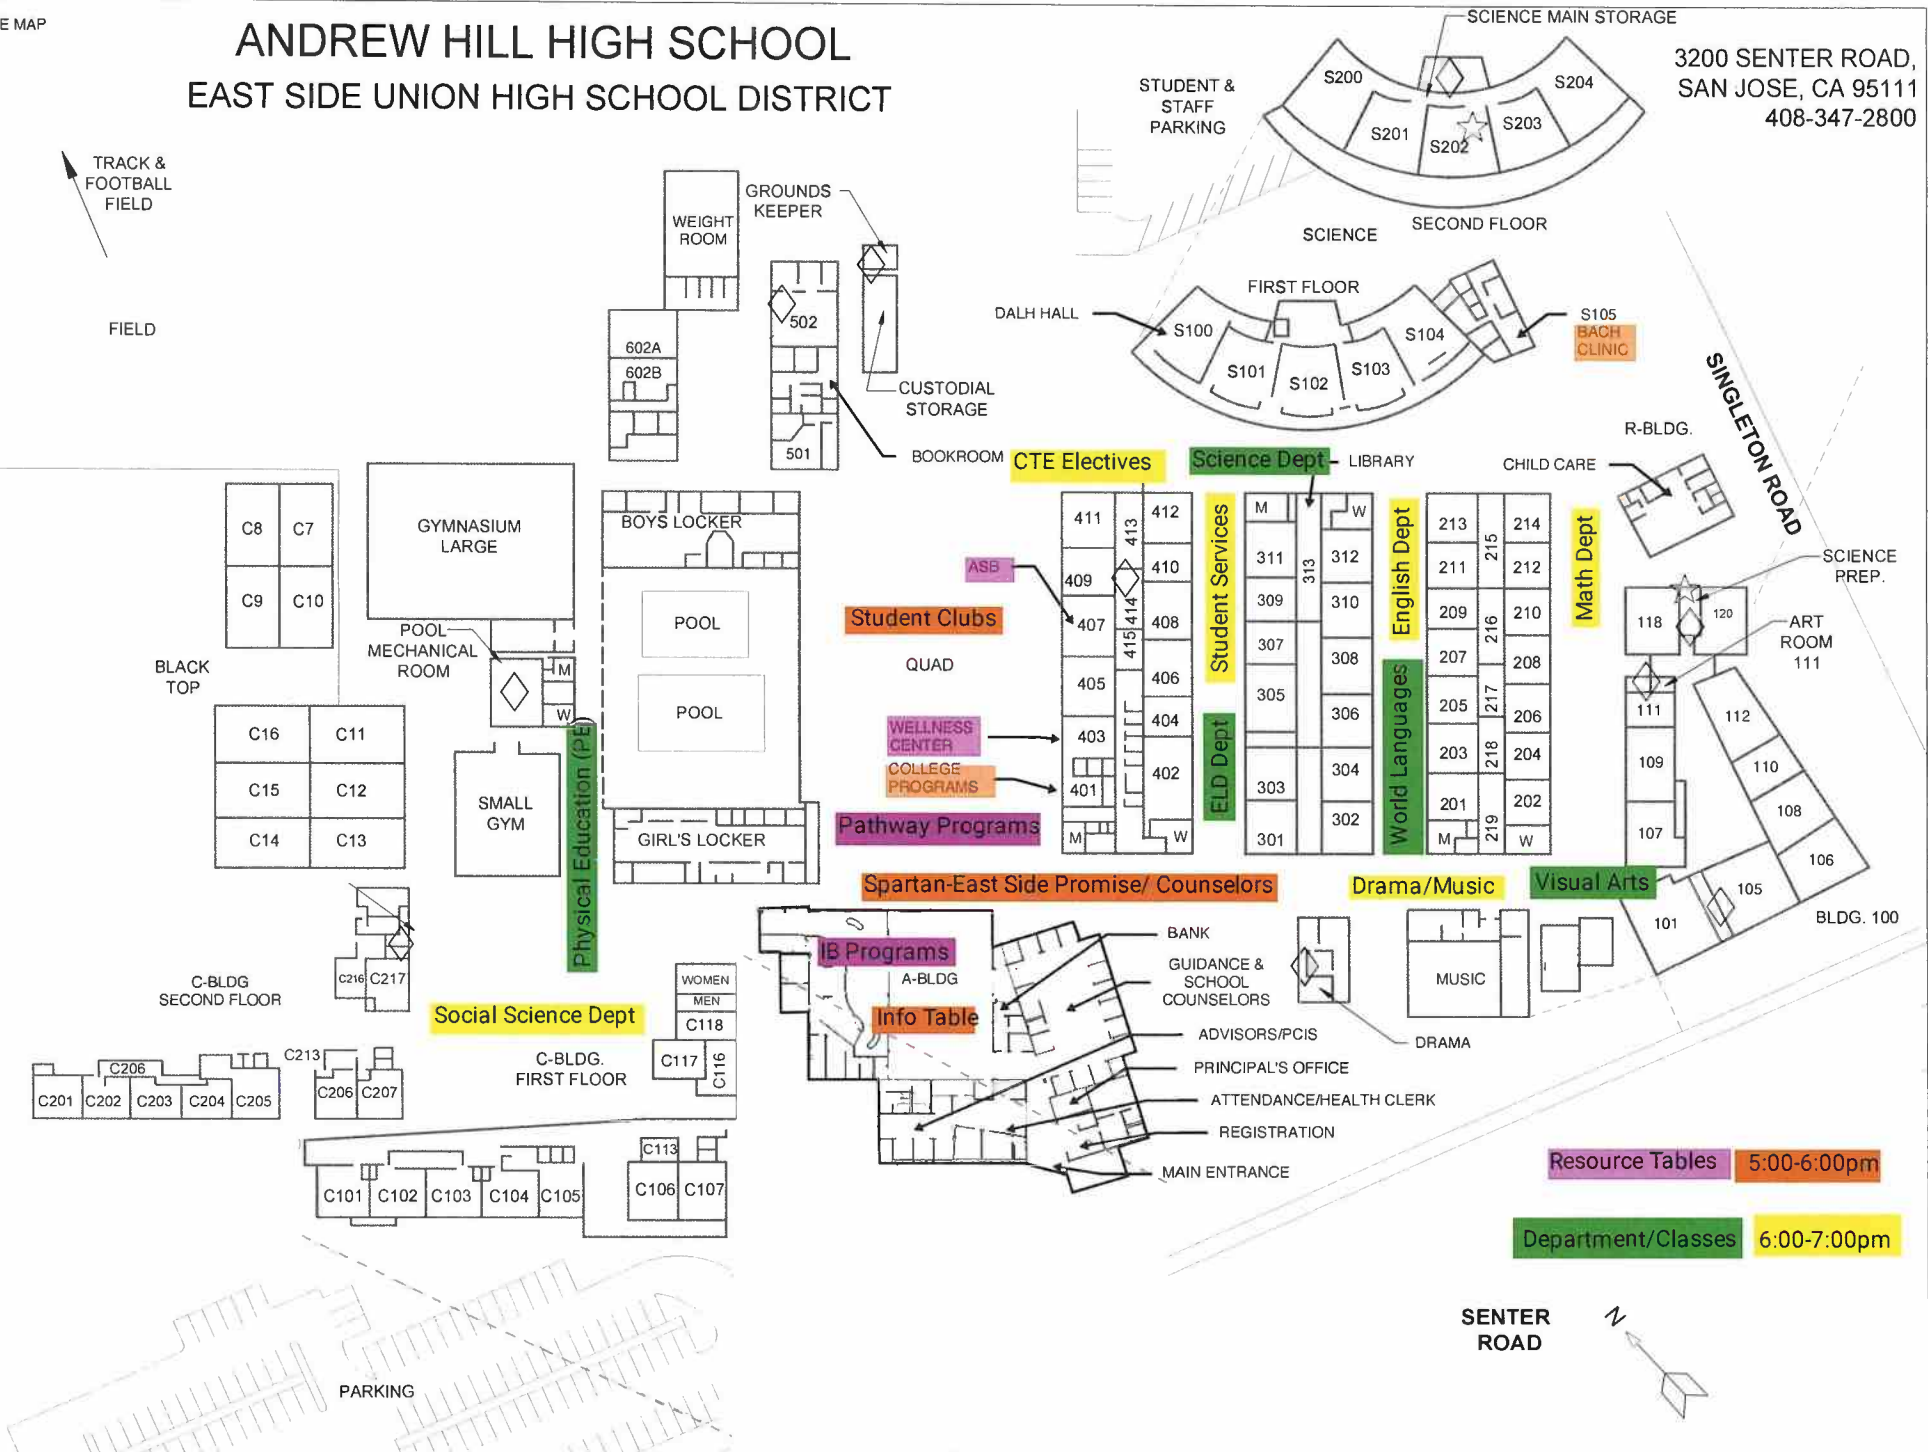 E MAP
ANDREW HILL HIGH SCHOOL
EAST SIDE UNION HIGH SCHOOL DISTRICT
3200 SENTER ROAD,
SAN JOSE, CA 95111
408-347-2800
SCIENCE MAIN STORAGE
STUDENT &
STAFF
PARKING
S200
S201
S202
S203
S204
SECOND FLOOR
SCIENCE
FIRST FLOOR
DALH HALL
S100
S101
S102
S103
S104
S105
BACH
CLINIC
TRACK &
FOOTBALL
FIELD
FIELD
WEIGHT
ROOM
GROUNDS
KEEPER
502
602A
602B
501
CUSTODIAL
STORAGE
BOOKROOM
CTE Electives
Science Dept
LIBRARY
R-BLDG.
CHILD CARE
SINGLETON ROAD
C8
C7
C9
C10
GYMNASIUM
LARGE
BOYS LOCKER
POOL
POOL
POOL
MECHANICAL
ROOM
M
W
BLACK
TOP
C16
C11
C15
C12
C14
C13
SMALL
GYM
GIRL'S LOCKER
Physical Education (PE)
ASB
Student Clubs
QUAD
WELLNESS
CENTER
COLLEGE
PROGRAMS
Pathway Programs
411
413
412
409
410
407
414
408
415
405
406
403
404
401
402
M
W
Student Services
ELD Dept
M
W
311
313
312
309
310
307
308
305
306
303
304
301
302
English Dept
World Languages
213
215
214
211
212
209
216
210
207
208
205
217
206
203
218
204
201
219
202
M
W
Math Dept
SCIENCE
PREP.
118
120
ART
ROOM
111
111
112
109
110
108
107
106
105
101
BLDG. 100
Spartan-East Side Promise/ Counselors
Drama/Music
Visual Arts
IB Programs
A-BLDG
Info Table
BANK
GUIDANCE &
SCHOOL
COUNSELORS
ADVISORS/PCIS
PRINCIPAL'S OFFICE
ATTENDANCE/HEALTH CLERK
REGISTRATION
MAIN ENTRANCE
MUSIC
DRAMA
C-BLDG
SECOND FLOOR
C216
C217
Social Science Dept
WOMEN
MEN
C118
C117
C116
C-BLDG.
FIRST FLOOR
C206
C201
C202
C203
C204
C205
C213
C206
C207
C113
C101
C102
C103
C104
C105
C106
C107
Resource Tables
5:00-6:00pm
Department/Classes
6:00-7:00pm
SENTER
ROAD
N
PARKING